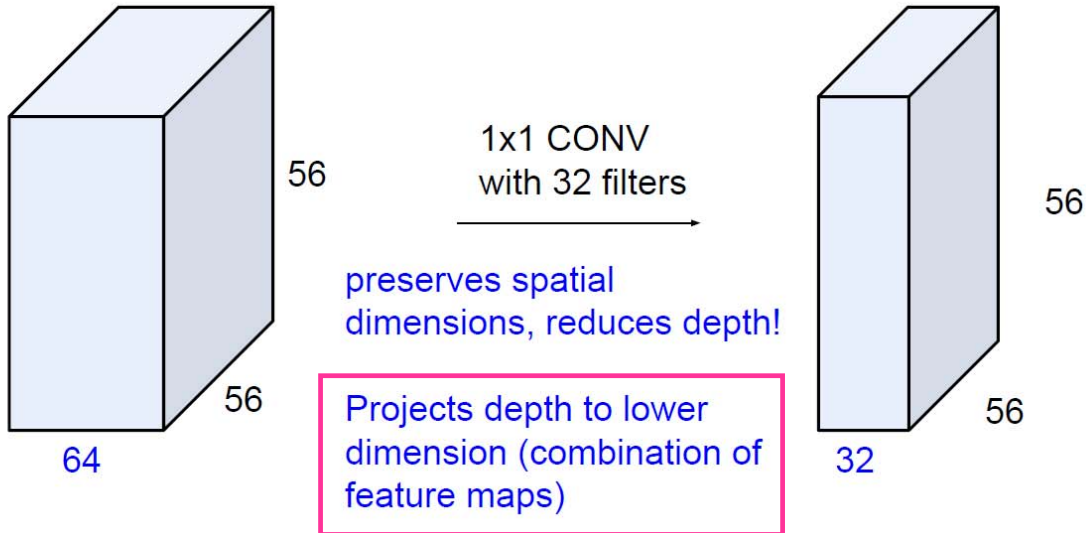 56
56
64
1x1 CONV
with 32 filters
preserves spatial
dimensions, reduces depth!
Projects depth to lower
dimension (combination of
feature maps)
56
56
32